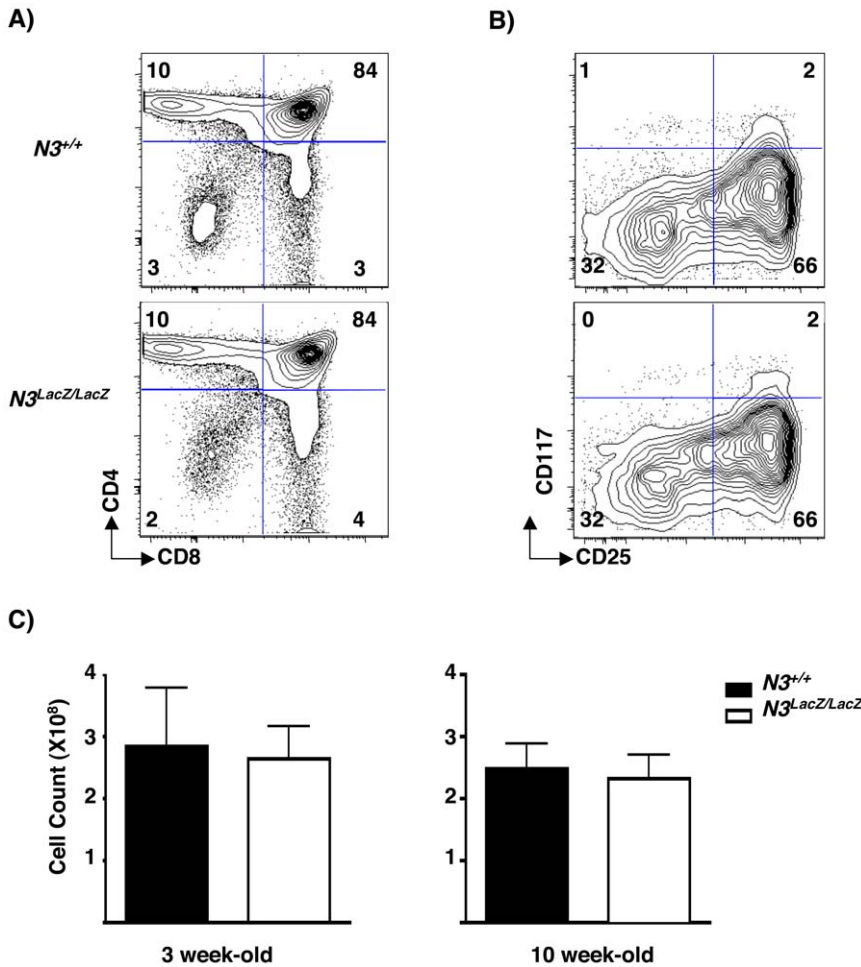 A)
10
84
N3+/+
3
3
10
84
N3LacZ/LacZ
2
4
CD4
CD8
B)
1
2
32
66
0
2
32
66
CD117
CD25
C)
Cell Count (X10⁸)
4
3
2
1
3 week-old
4
3
2
1
10 week-old
N3+/+
N3LacZ/LacZ